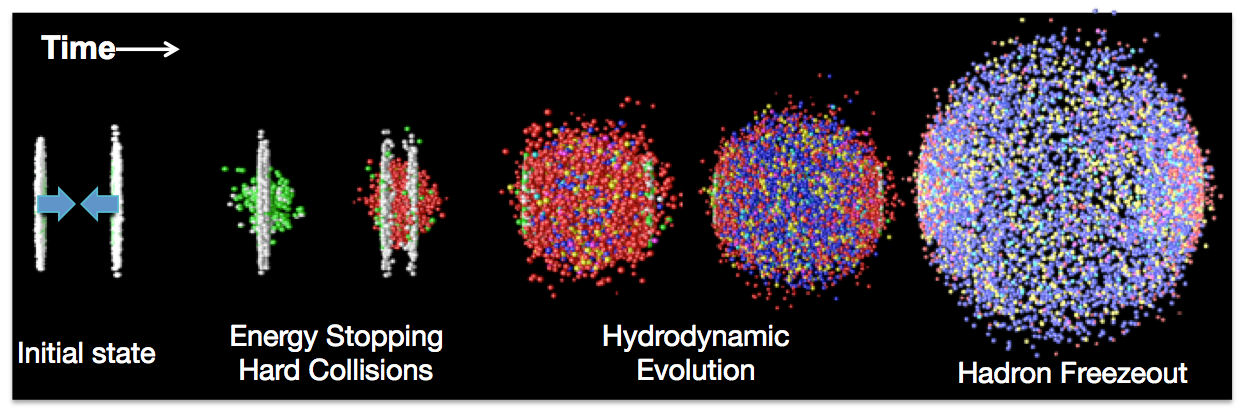 Time
Initial state
Energy Stopping
Hard Collisions
Hydrodynamic
Evolution
Hadron Freezeout